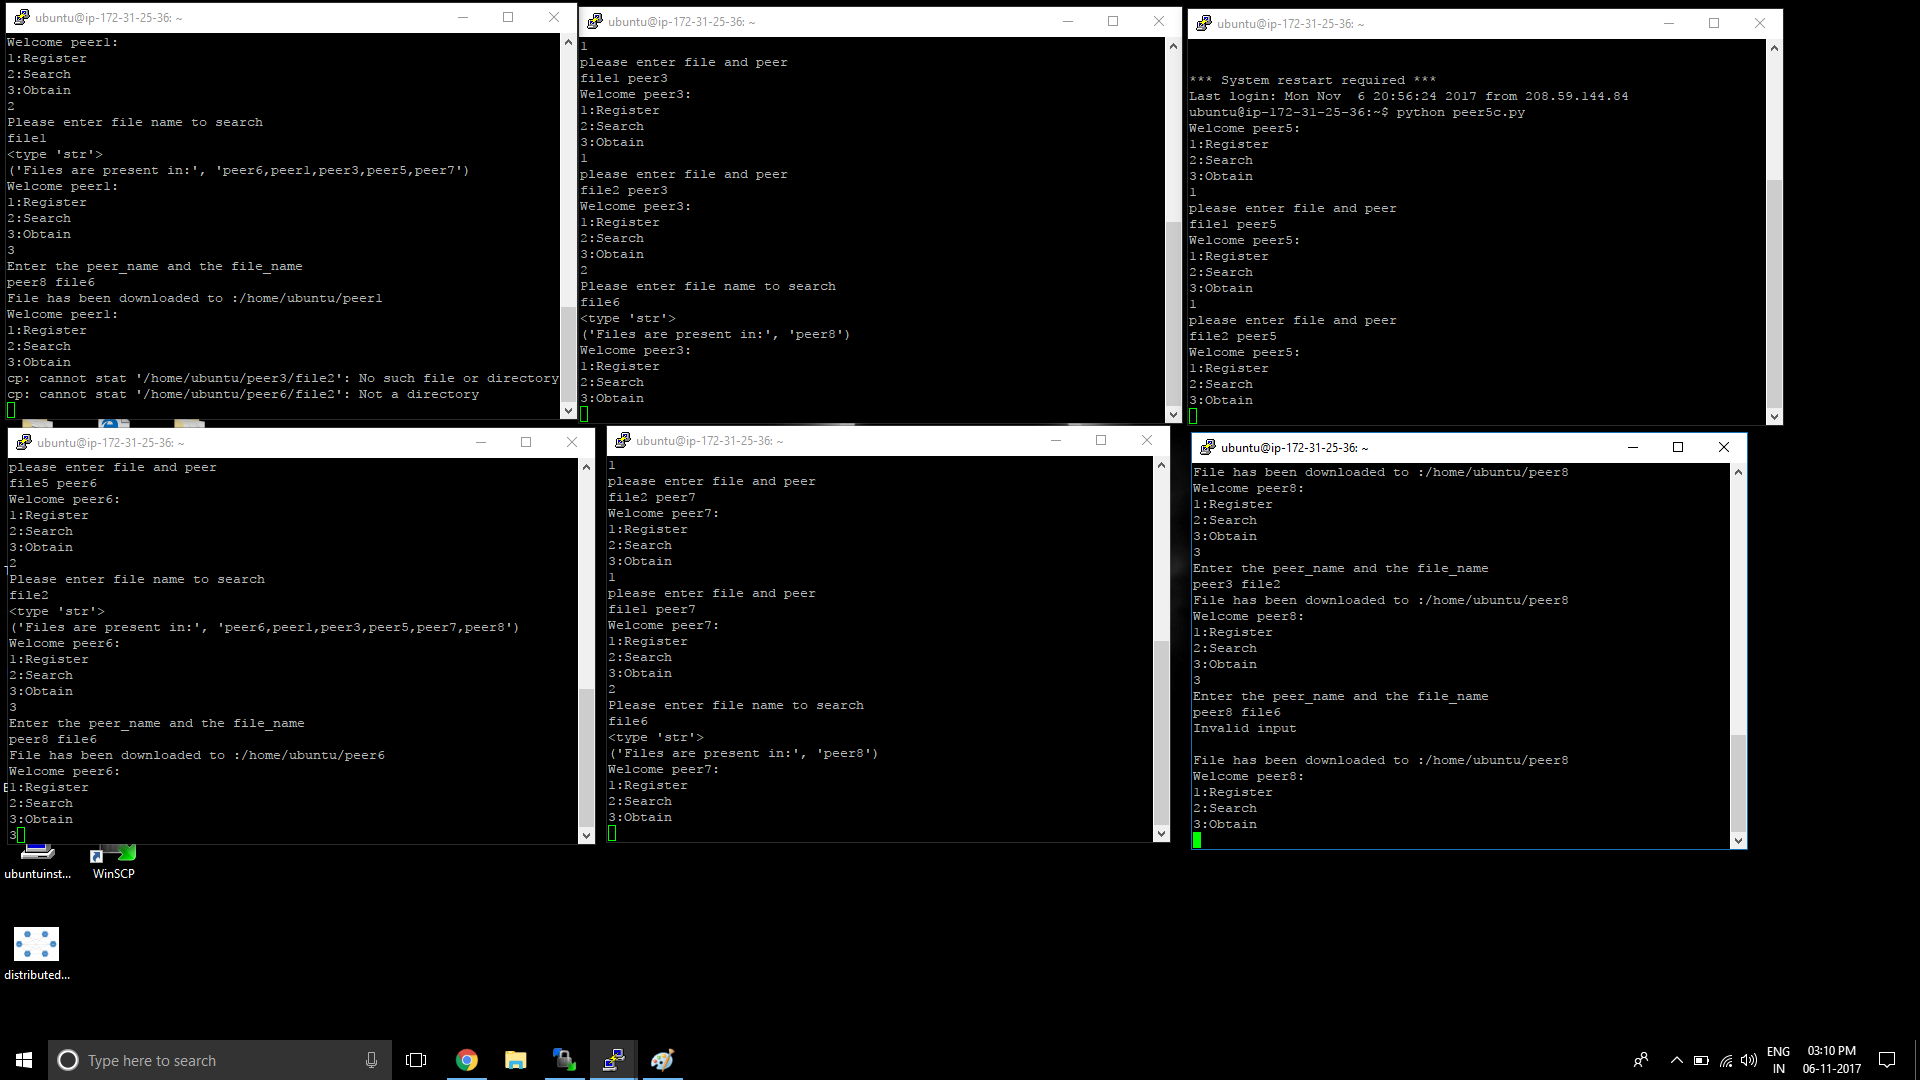 ubuntu@ip-172-31-25-36: ~
Welcome peer1:
1:Register
2:Search
3:Obtain
2
Please enter file name to search
file1
<type 'str'>
('Files are present in:', 'peer6,peer1,peer3,peer5,peer7')
Welcome peer1:
1:Register
2:Search
3:Obtain
3
Enter the peer_name and the file_name
peer8 file6
File has been downloaded to :/home/ubuntu/peer1
Welcome peer1:
1:Register
2:Search
3:Obtain
cp: cannot stat '/home/ubuntu/peer3/file2': No such file or directory
cp: cannot stat '/home/ubuntu/peer6/file2': Not a directory
ubuntu@ip-172-31-25-36: ~
1
please enter file and peer
file1 peer3
Welcome peer3:
1:Register
2:Search
3:Obtain
1
please enter file and peer
file2 peer3
Welcome peer3:
1:Register
2:Search
3:Obtain
2
Please enter file name to search
file6
<type 'str'>
('Files are present in:', 'peer8')
Welcome peer3:
1:Register
2:Search
3:Obtain
ubuntu@ip-172-31-25-36: ~
*** System restart required ***
Last login: Mon Nov  6 20:56:24 2017 from 208.59.144.84
ubuntu@ip-172-31-25-36:~$ python peer5c.py
Welcome peer5:
1:Register
2:Search
3:Obtain
1
please enter file and peer
file1 peer5
Welcome peer5:
1:Register
2:Search
3:Obtain
1
please enter file and peer
file2 peer5
Welcome peer5:
1:Register
2:Search
3:Obtain
ubuntu@ip-172-31-25-36: ~
please enter file and peer
file5 peer6
Welcome peer6:
1:Register
2:Search
3:Obtain
2
Please enter file name to search
file2
<type 'str'>
('Files are present in:', 'peer6,peer1,peer3,peer5,peer7,peer8')
Welcome peer6:
1:Register
2:Search
3:Obtain
3
Enter the peer_name and the file_name
peer8 file6
File has been downloaded to :/home/ubuntu/peer6
Welcome peer6:
1:Register
2:Search
3:Obtain
3
ubuntu@ip-172-31-25-36: ~
1
please enter file and peer
file2 peer7
Welcome peer7:
1:Register
2:Search
3:Obtain
1
please enter file and peer
file1 peer7
Welcome peer7:
1:Register
2:Search
3:Obtain
2
Please enter file name to search
file6
<type 'str'>
('Files are present in:', 'peer8')
Welcome peer7:
1:Register
2:Search
3:Obtain
ubuntu@ip-172-31-25-36: ~
File has been downloaded to :/home/ubuntu/peer8
Welcome peer8:
1:Register
2:Search
3:Obtain
3
Enter the peer_name and the file_name
peer3 file2
File has been downloaded to :/home/ubuntu/peer8
Welcome peer8:
1:Register
2:Search
3:Obtain
3
Enter the peer_name and the file_name
peer8 file6
Invalid input
File has been downloaded to :/home/ubuntu/peer8
Welcome peer8:
1:Register
2:Search
3:Obtain
ubuntuinst...
WinSCP
distributed...
Type here to search
ENG
IN
03:10 PM
06-11-2017